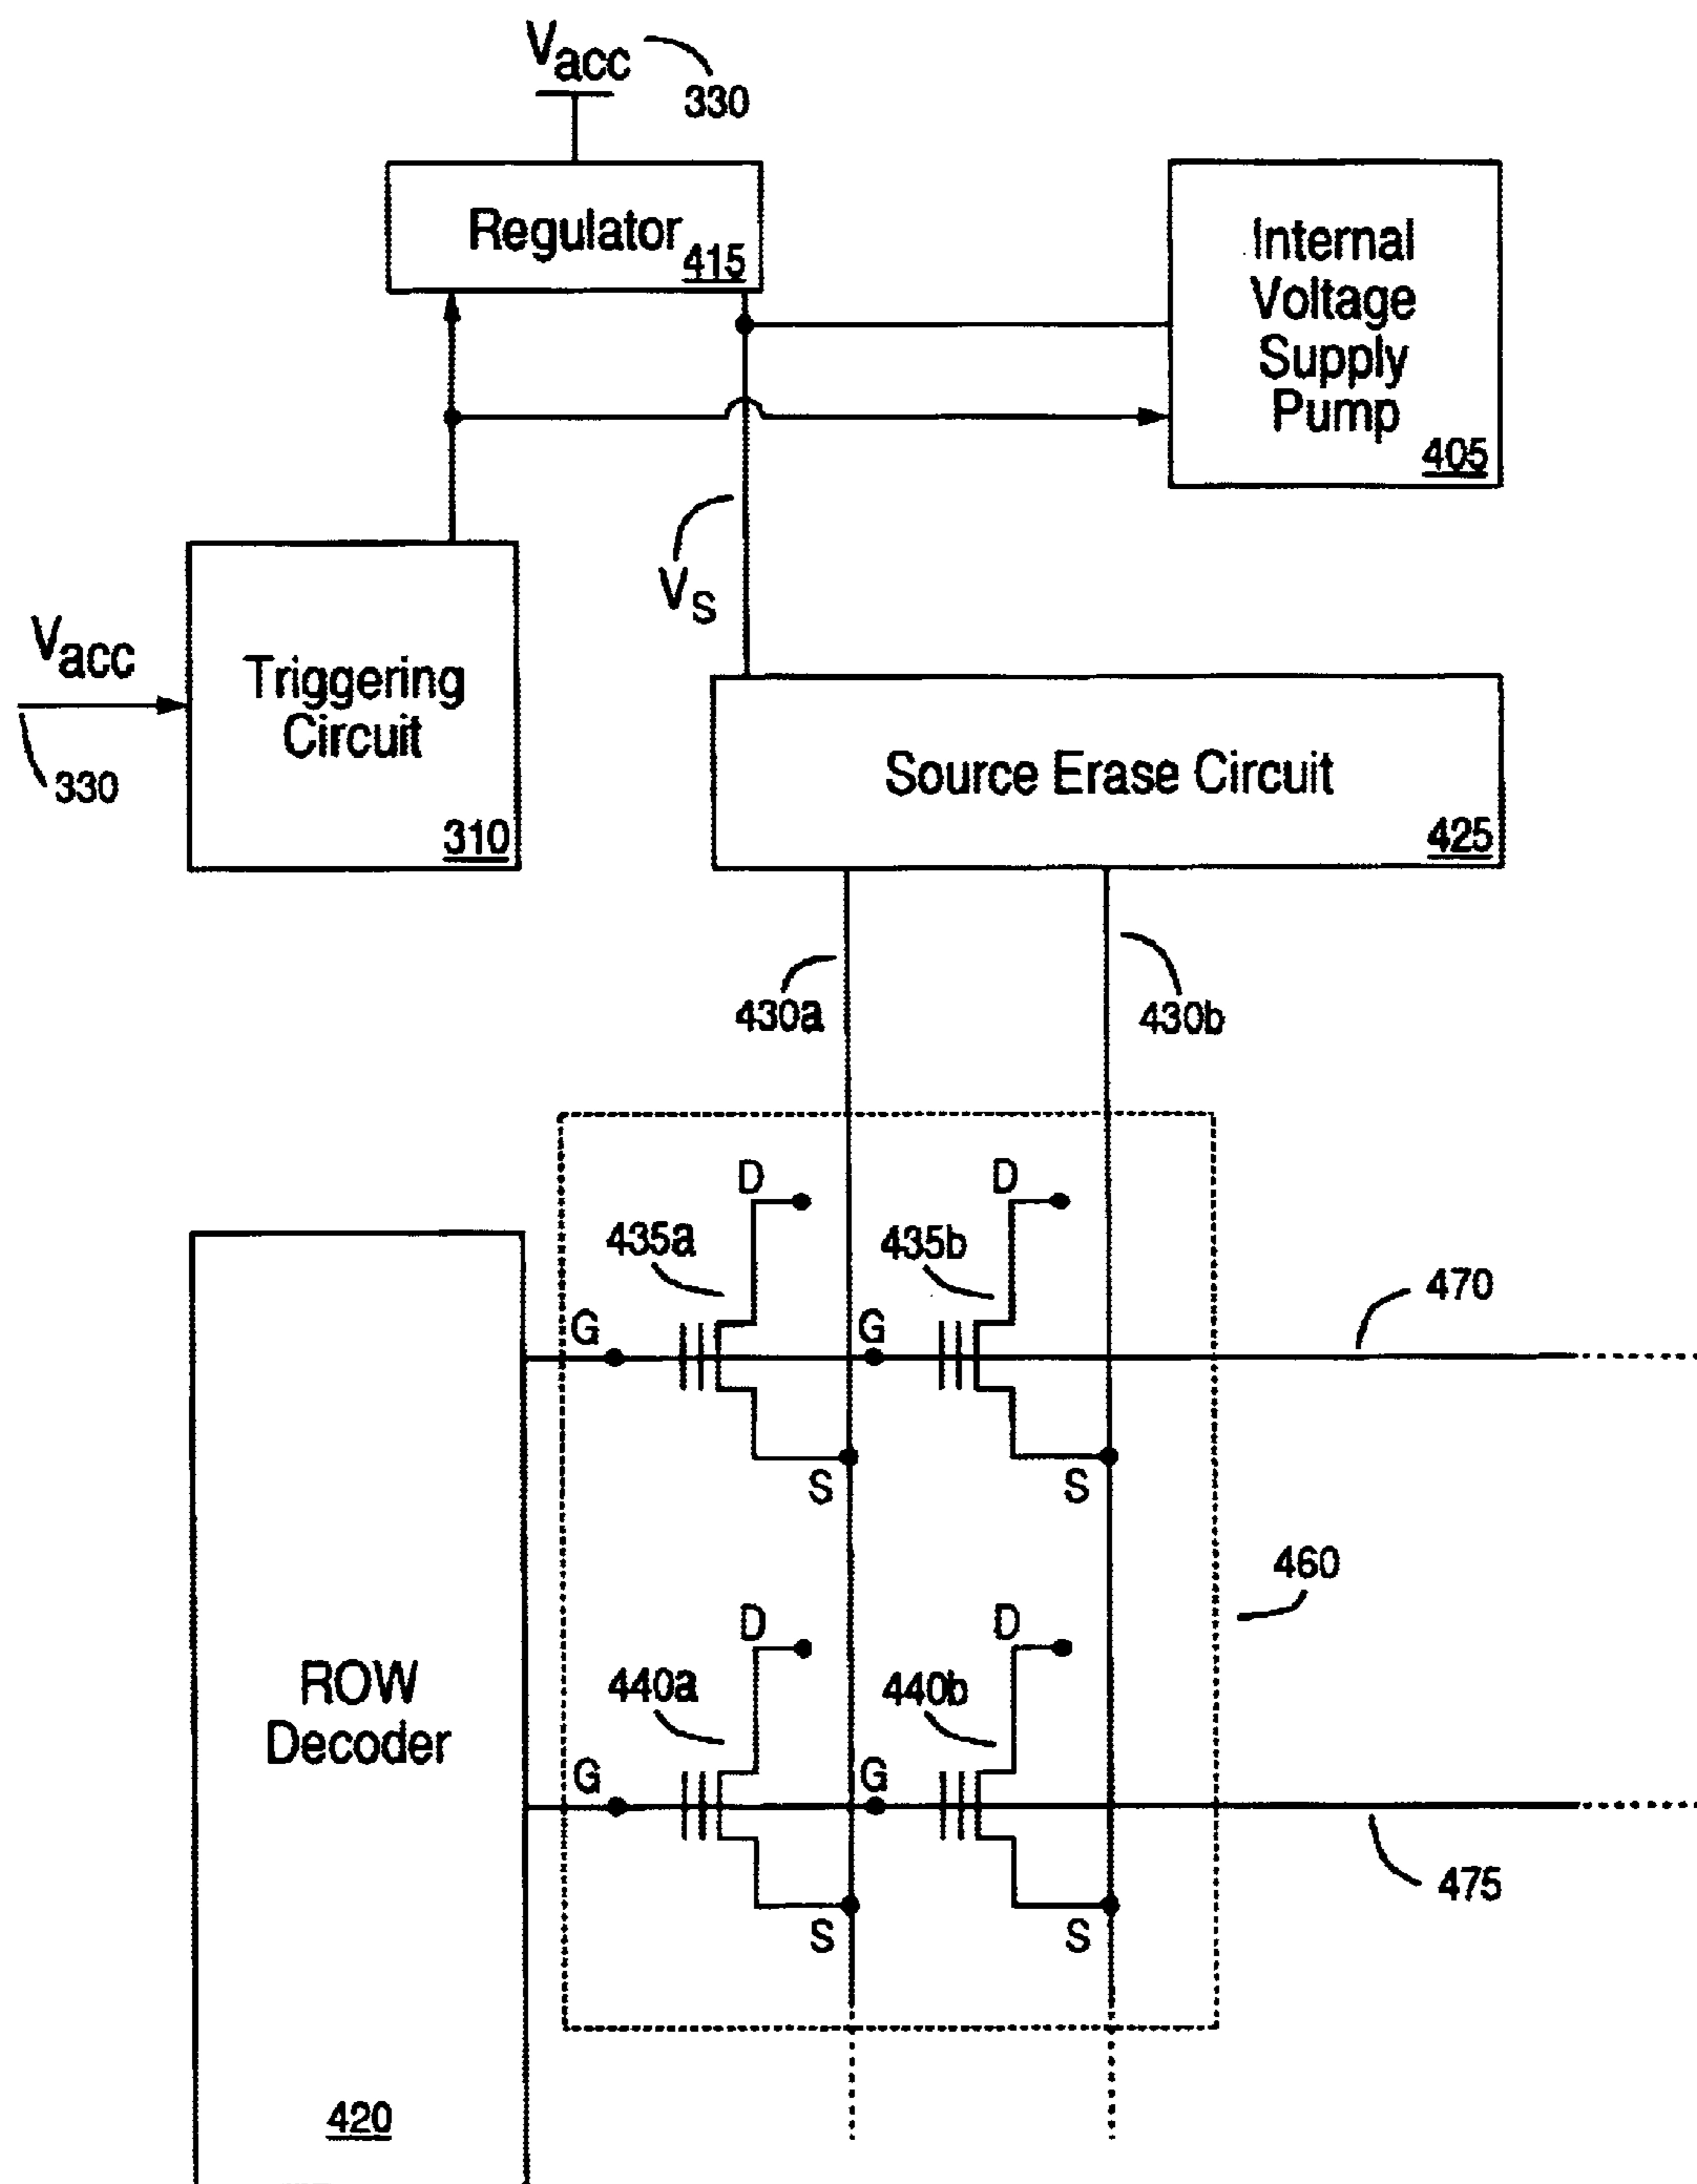 Vacc
330
Regulator
415
Internal
Voltage
Supply
Pump
405
VS
Vacc
330
Triggering
Circuit
310
Source Erase Circuit
425
430a
430b
D
D
435a
435b
470
G
G
S
S
460
D
D
440a
440b
ROW
Decoder
G
G
475
S
S
420